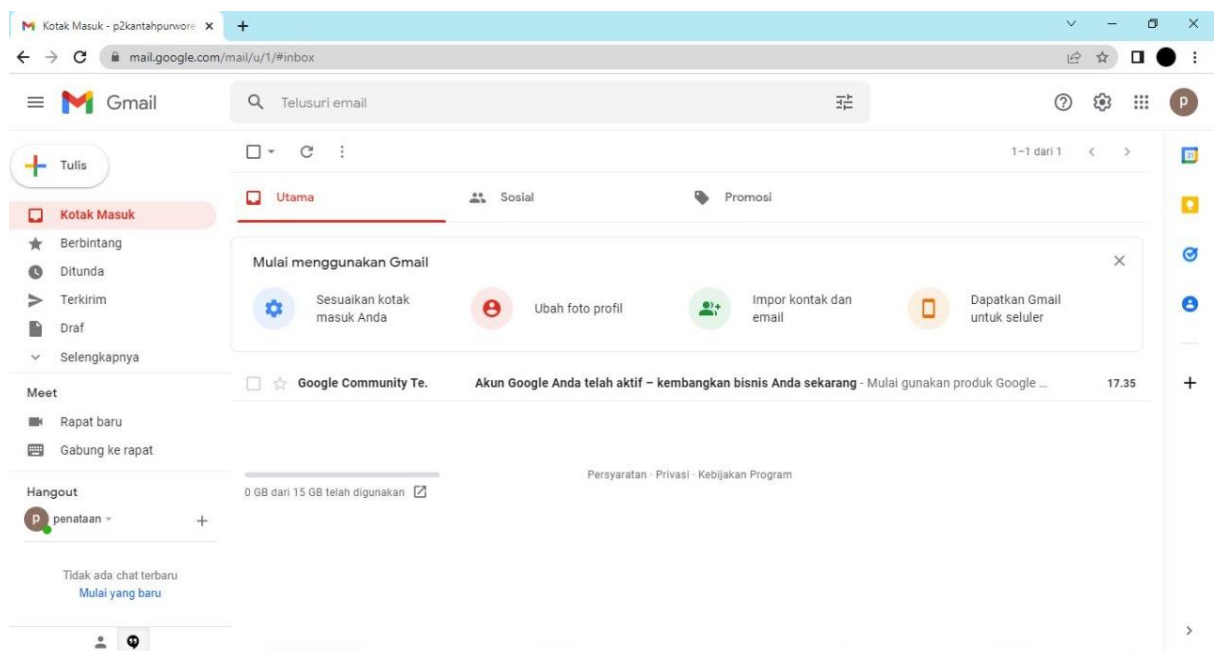 Kotak Masuk - p2kantahpurwore
mail.google.com/mail/u/1/#inbox
Gmail
Telusuri email
p
Tulis
1–1 dari 1
31
Utama
Sosial
Promosi
Kotak Masuk
Berbintang
Ditunda
Terkirim
Draf
Selengkapnya
Mulai menggunakan Gmail
Sesuaikan kotak
masuk Anda
Ubah foto profil
Impor kontak dan
email
Dapatkan Gmail
untuk seluler
Google Community Te. Akun Google Anda telah aktif – kembangkan bisnis Anda sekarang - Mulai gunakan produk Google ... 17.35
Meet
Rapat baru
Gabung ke rapat
Persyaratan · Privasi · Kebijakan Program
0 GB dari 15 GB telah digunakan
Hangout
p penataan
Tidak ada chat terbaru
Mulai yang baru